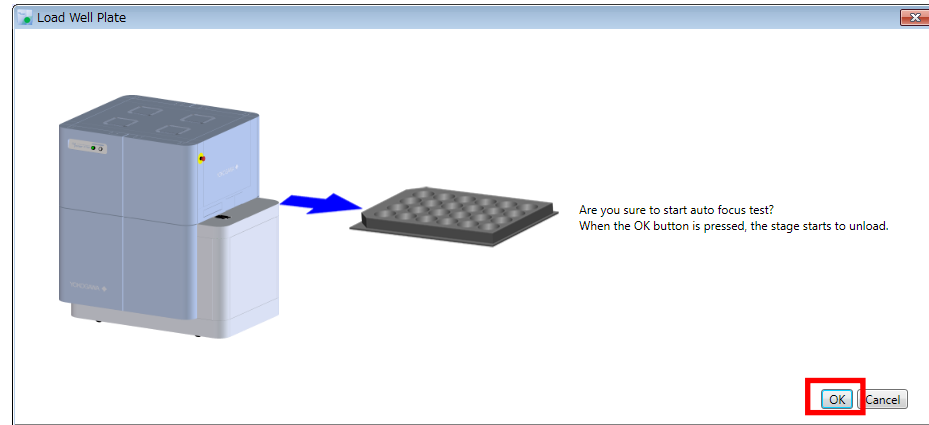 Load Well Plate
Are you sure to start auto focus test?
When the OK button is pressed, the stage starts to unload.
OK
Cancel